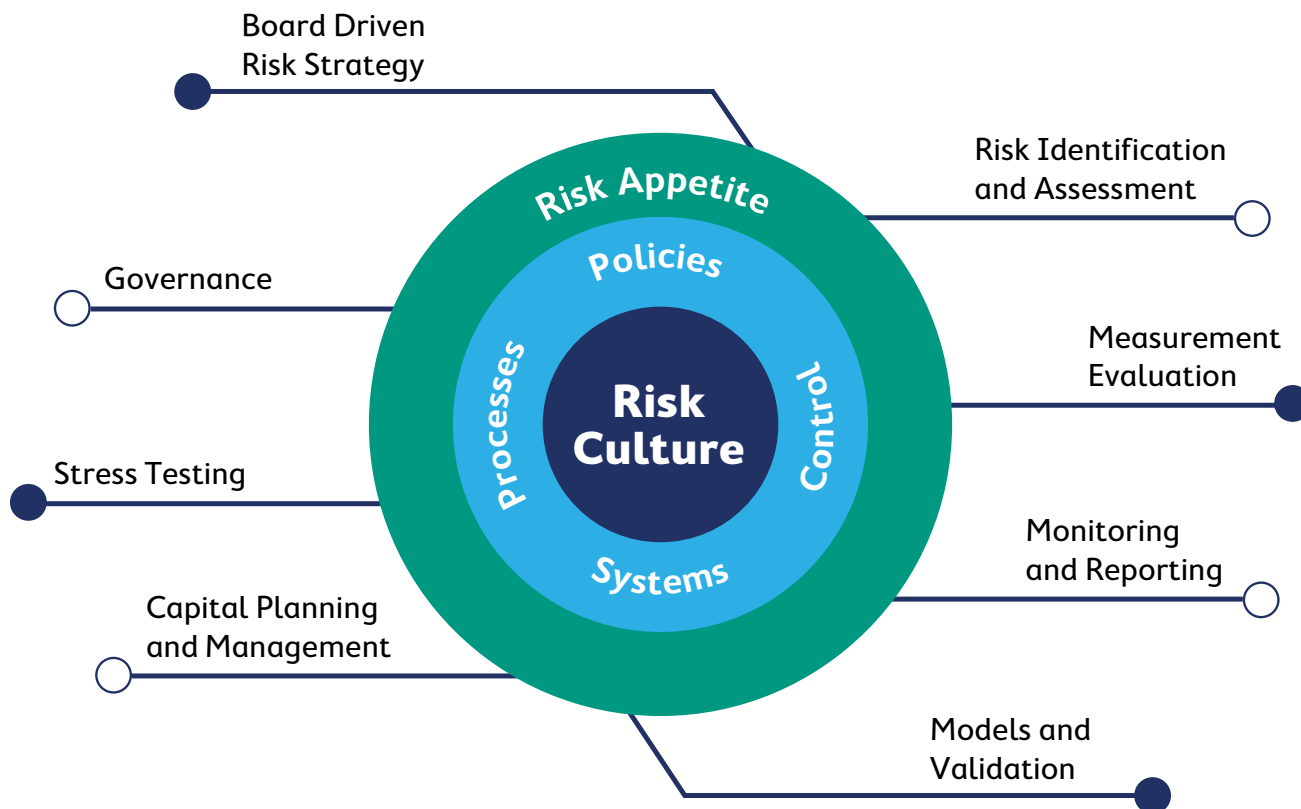 Board Driven
Risk Strategy
Risk Identification
and Assessment
Risk Appetite
Policies
Governance
Measurement
Evaluation
Processes
Risk
Culture
Control
Stress Testing
Monitoring
and Reporting
Systems
Capital Planning
and Management
Models and
Validation